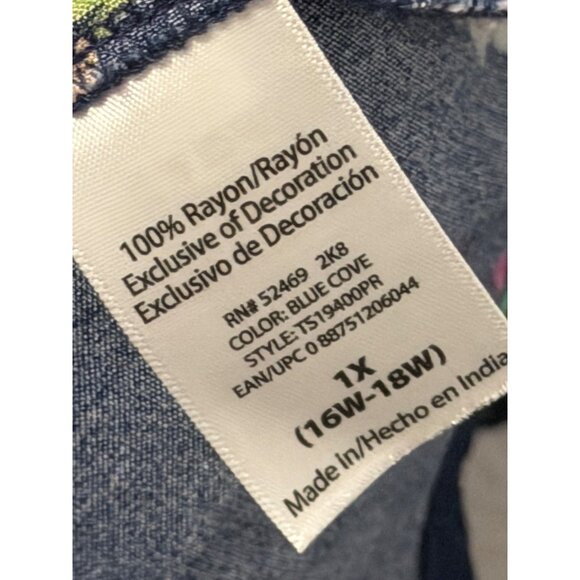 100% Rayon/Rayón
Exclusive of Decoration
Exclusivo de Decoración
RN# 52469 2K8
COLOR: BLUE COVE
STYLE: TS19400PR
EAN/UPC 0 88751206044
1X
(16W-18W)
Made in/Hecho en India